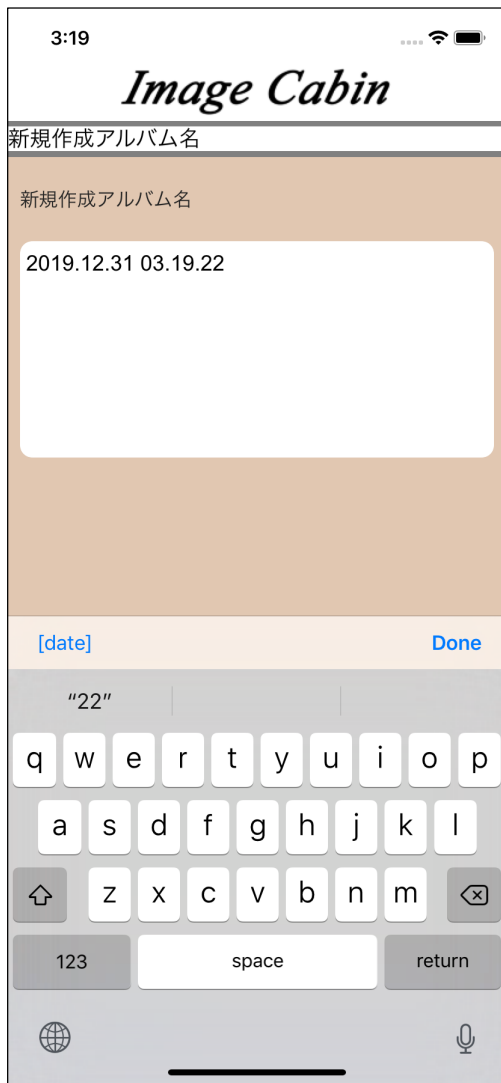 3:19
Image Cabin
新規作成アルバム名
新規作成アルバム名
2019.12.31 03.19.22
[date] Done
“22”
q w e r t y u i o p
a s d f g h j k l
z x c v b n m
123 space return